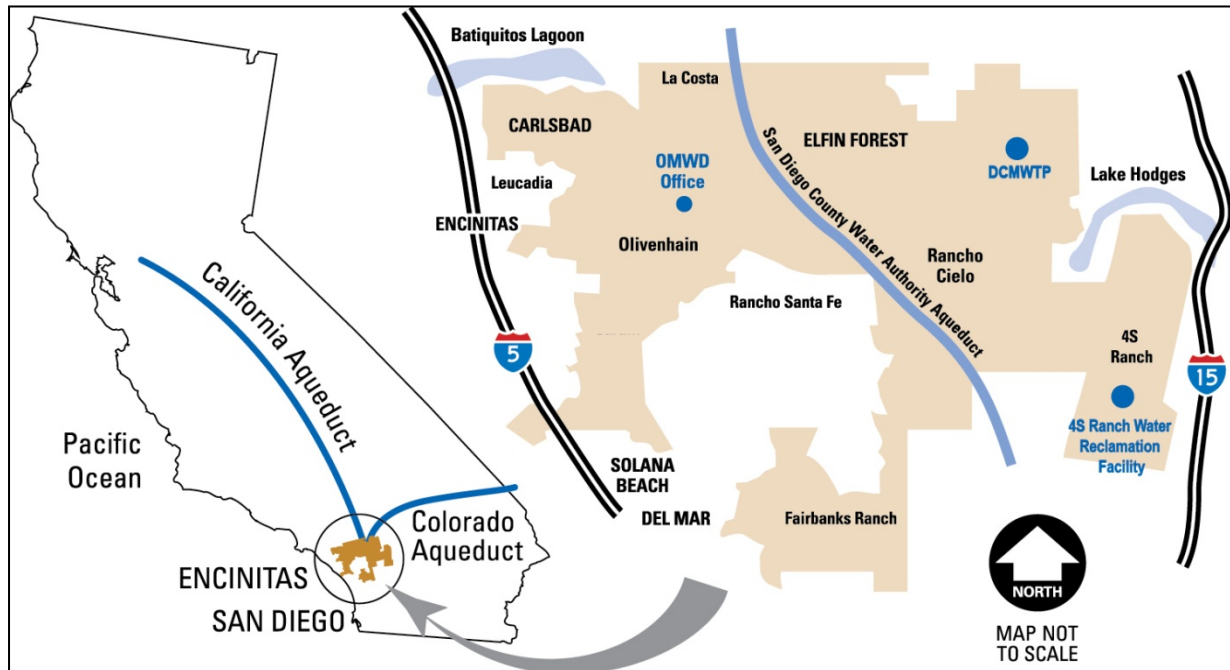 California Aqueduct
Pacific
Ocean
Colorado
Aqueduct
ENCINITAS
SAN DIEGO
Batiquitos Lagoon
La Costa
CARLSBAD
ELFIN FOREST
OMWD
Office
DCMWTP
Leucadia
Lake Hodges
ENCINITAS
San Diego County Water Authority Aqueduct
Olivenhain
Rancho
Cielo
Rancho Santa Fe
5
4S
Ranch
15
4S Ranch Water
Reclamation
Facility
SOLANA
BEACH
DEL MAR
Fairbanks Ranch
NORTH
MAP NOT
TO SCALE